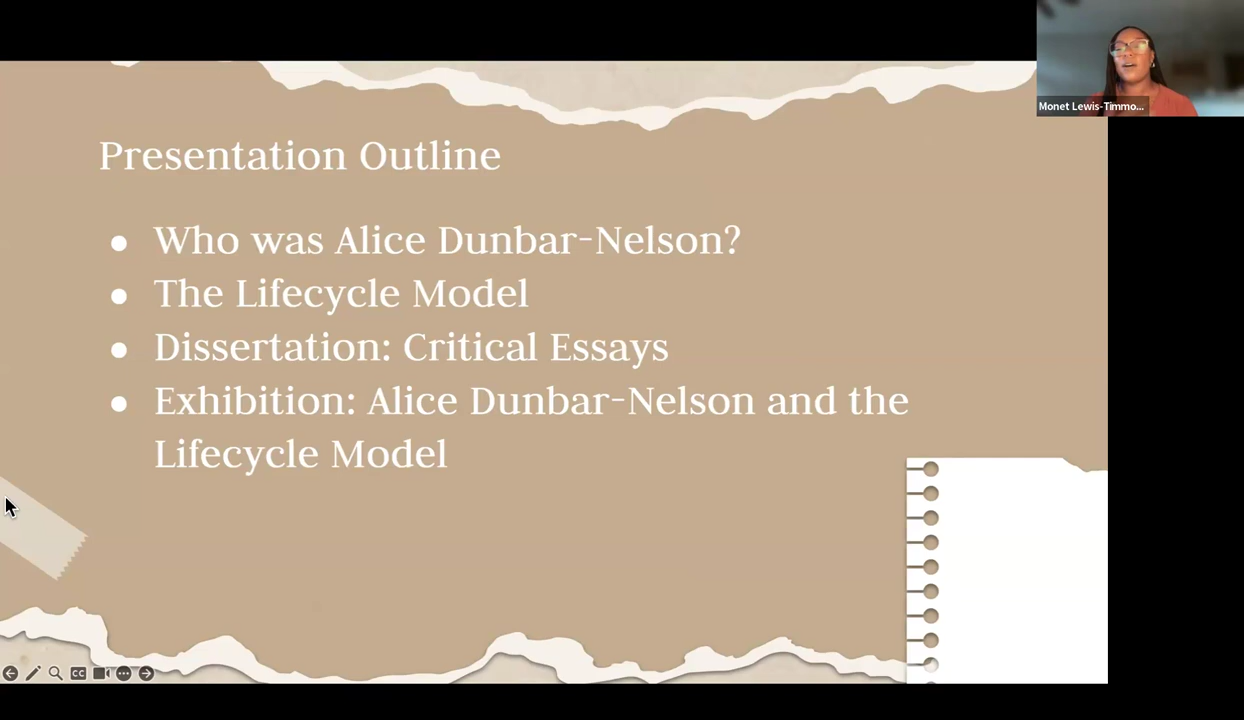 Monet Lewis-Timmo...
Presentation Outline
● Who was Alice Dunbar-Nelson?
● The Lifecycle Model
● Dissertation: Critical Essays
● Exhibition: Alice Dunbar-Nelson and the
Lifecycle Model
CC